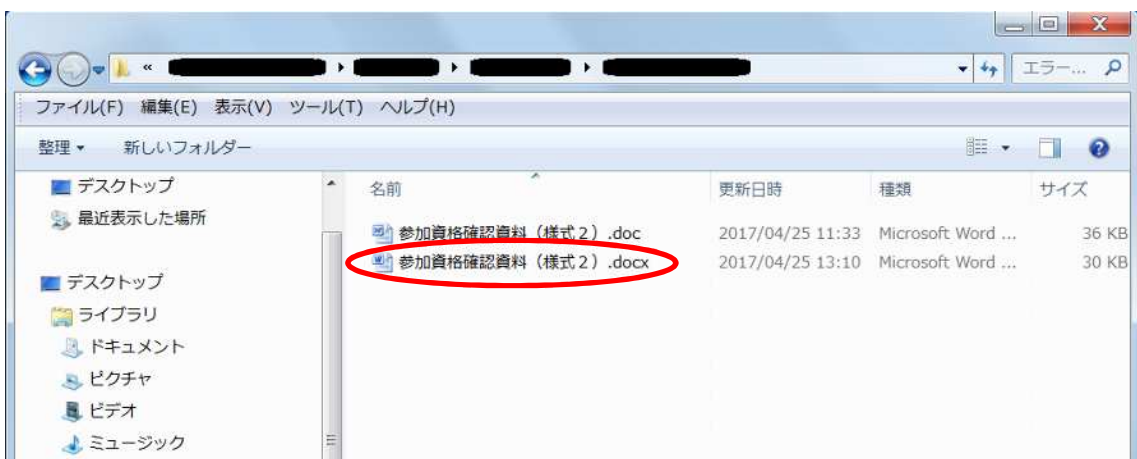 «
エラー...
ファイル(F) 編集(E) 表示(V) ツール(T) ヘルプ(H)
整理 新しいフォルダー
デスクトップ
最近表示した場所
デスクトップ
ライブラリ
ドキュメント
ピクチャ
ビデオ
ミュージック
名前 更新日時 種類 サイズ
参加資格確認資料（様式２）.doc 2017/04/25 11:33 Microsoft Word ... 36 KB
参加資格確認資料（様式２）.docx 2017/04/25 13:10 Microsoft Word ... 30 KB